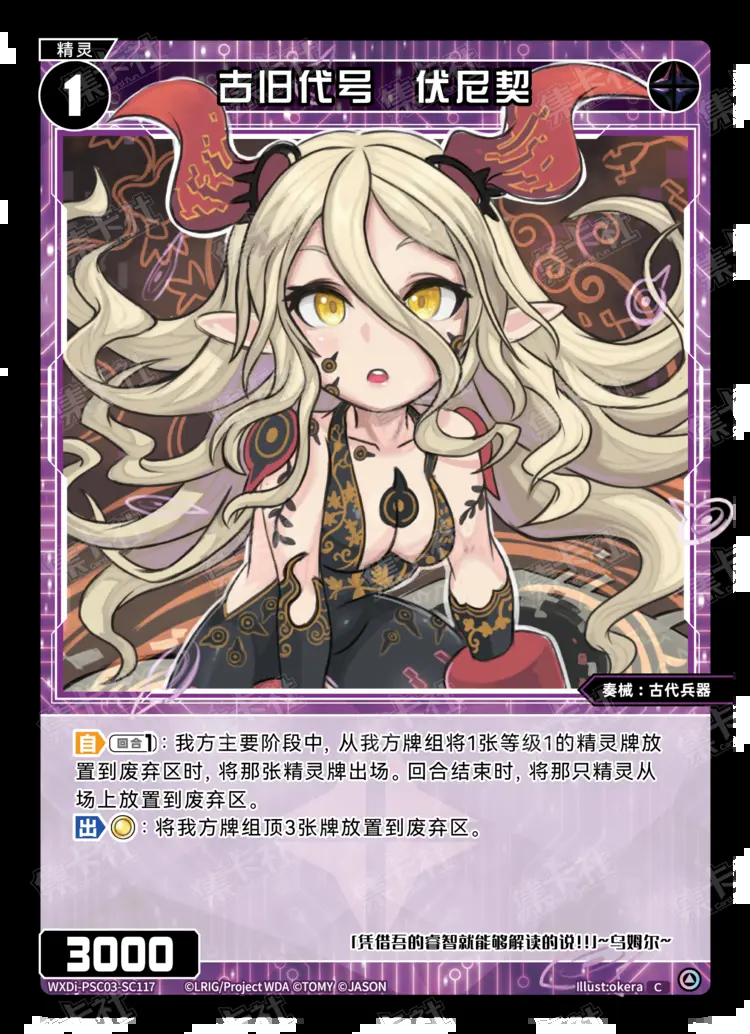 精灵
1
古旧代号 伏尼契
奏械：古代兵器
自 回合1：我方主要阶段中，从我方牌组将1张等级1的精灵牌放
置到废弃区时，将那张精灵牌出场。回合结束时，将那只精灵从
场上放置到废弃区。
出：将我方牌组顶3张牌放置到废弃区。
「凭借吾的睿智就能够解读的说!!」~乌姆尔~
3000
WXDi-PSC03-SC117 ©LRIG/Project WDA ©TOMY ©JASON Illust:okera C
集卡社